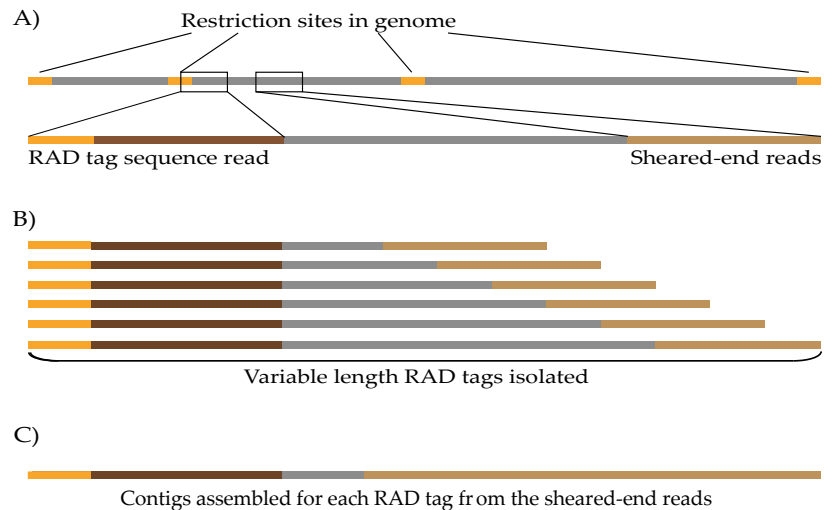 A)
Restriction sites in genome
RAD tag sequence read
Sheared-end reads
B)
Variable length RAD tags isolated
C)
Contigs assembled for each RAD tag fr om the sheared-end reads